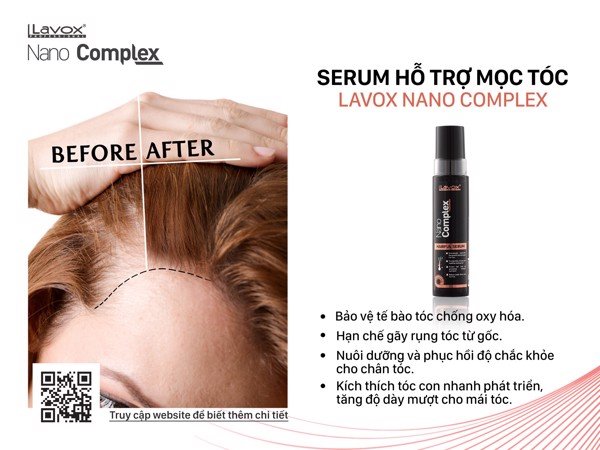 Lavox®
PROFESSIONAL
Nano Complex
SERUM HỖ TRỢ MỌC TÓC
LAVOX NANO COMPLEX
BEFORE AFTER
Lavox
Nano
Complex
• Bảo vệ tế bào tóc chống oxy hóa.
• Hạn chế gãy rụng tóc từ gốc.
• Nuôi dưỡng và phục hồi độ chắc khỏe
cho chân tóc.
• Kích thích tóc con nhanh phát triển,
tăng độ dày mượt cho mái tóc.
Truy cập website để biết thêm chi tiết